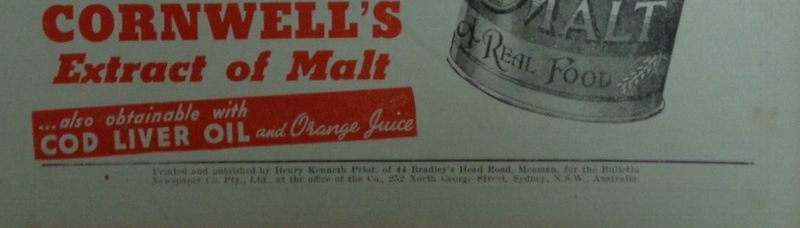 CORNWELL'S
Extract of Malt
...also obtainable with
COD LIVER OIL and Orange Juice
MALT
A REAL FOOD
Printed and published by Henry Kenneth Prior, of 44 Bradley's Head Road, Mosman, for the Bulletin
Newspaper Co. Pty., Ltd., at the office of the Co., 252 North George Street, Sydney, N.S.W., Australia.